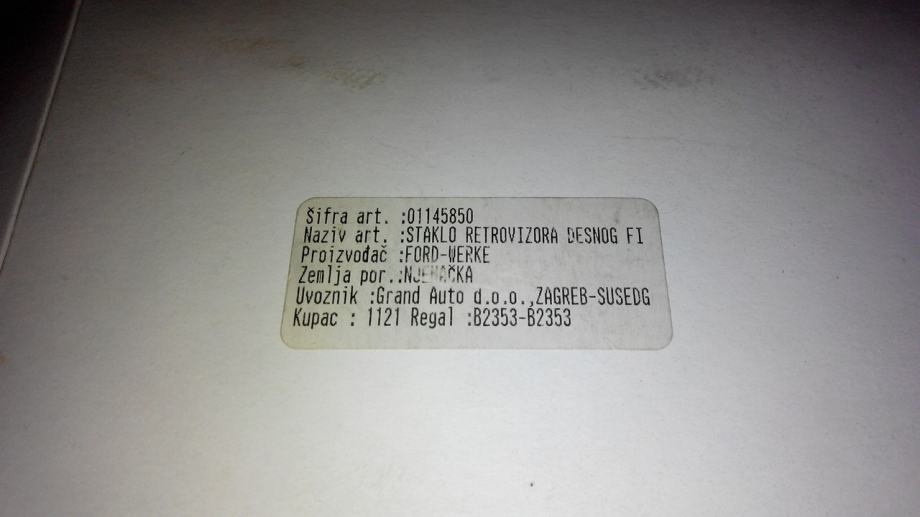 Šifra art. :01145850
Naziv art. :STAKLO RETROVIZORA DESNOG FI
Proizvođač :FORD-WERKE
Zemlja por.:NJEMAČKA
Uvoznik :Grand Auto d.o.o.,ZAGREB-SUSEDG
Kupac : 1121 Regal :B2353-B2353